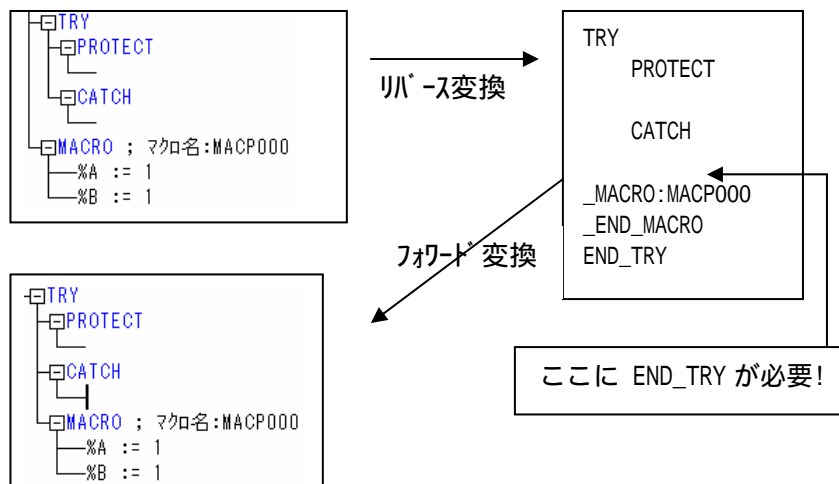 TRY
PROTECT
CATCH
MACRO ; マクロ名:MACP000
%A := 1
%B := 1
リバース変換
TRY
PROTECT
CATCH
_MACRO:MACP000
_END_MACRO
END_TRY
フォワード変換
ここに END_TRY が必要!
TRY
PROTECT
CATCH
MACRO ; マクロ名:MACP000
%A := 1
%B := 1